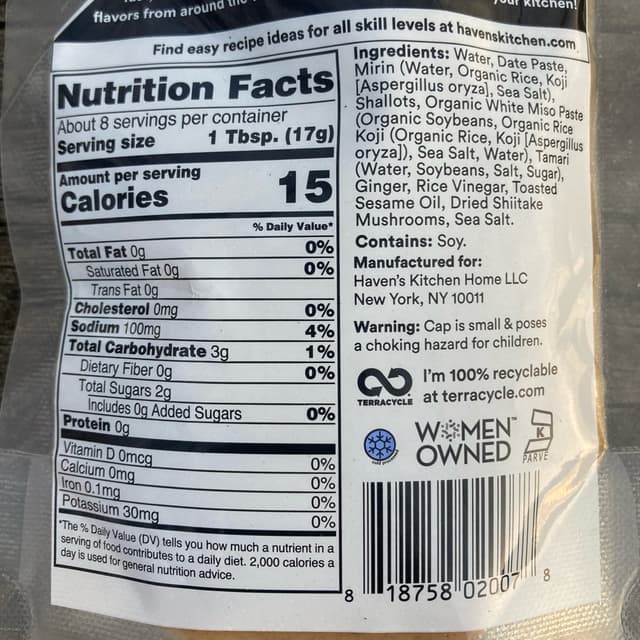 flavors from around the
your kitchen!
Find easy recipe ideas for all skill levels at havenskitchen.com
Nutrition Facts
About 8 servings per container
Serving size 1 Tbsp. (17g)
Amount per serving
Calories 15
% Daily Value*
Total Fat 0g 0%
Saturated Fat 0g 0%
Trans Fat 0g
Cholesterol 0mg 0%
Sodium 100mg 4%
Total Carbohydrate 3g 1%
Dietary Fiber 0g 0%
Total Sugars 2g
Includes 0g Added Sugars 0%
Protein 0g
Vitamin D 0mcg 0%
Calcium 0mg 0%
Iron 0.1mg 0%
Potassium 30mg 0%
*The % Daily Value (DV) tells you how much a nutrient in a
serving of food contributes to a daily diet. 2,000 calories a
day is used for general nutrition advice.
Ingredients: Water, Date Paste,
Mirin (Water, Organic Rice, Koji
[Aspergillus oryza], Sea Salt),
Shallots, Organic White Miso Paste
(Organic Soybeans, Organic Rice
Koji (Organic Rice, Koji [Aspergillus
oryza]), Sea Salt, Water), Tamari
(Water, Soybeans, Salt, Sugar),
Ginger, Rice Vinegar, Toasted
Sesame Oil, Dried Shiitake
Mushrooms, Sea Salt.
Contains: Soy.
Manufactured for:
Haven's Kitchen Home LLC
New York, NY 10011
Warning: Cap is small & poses
a choking hazard for children.
TERRACYCLE
I'm 100% recyclable
at terracycle.com
WOMEN™
OWNED
K
PARVE
8 18758 02007 8